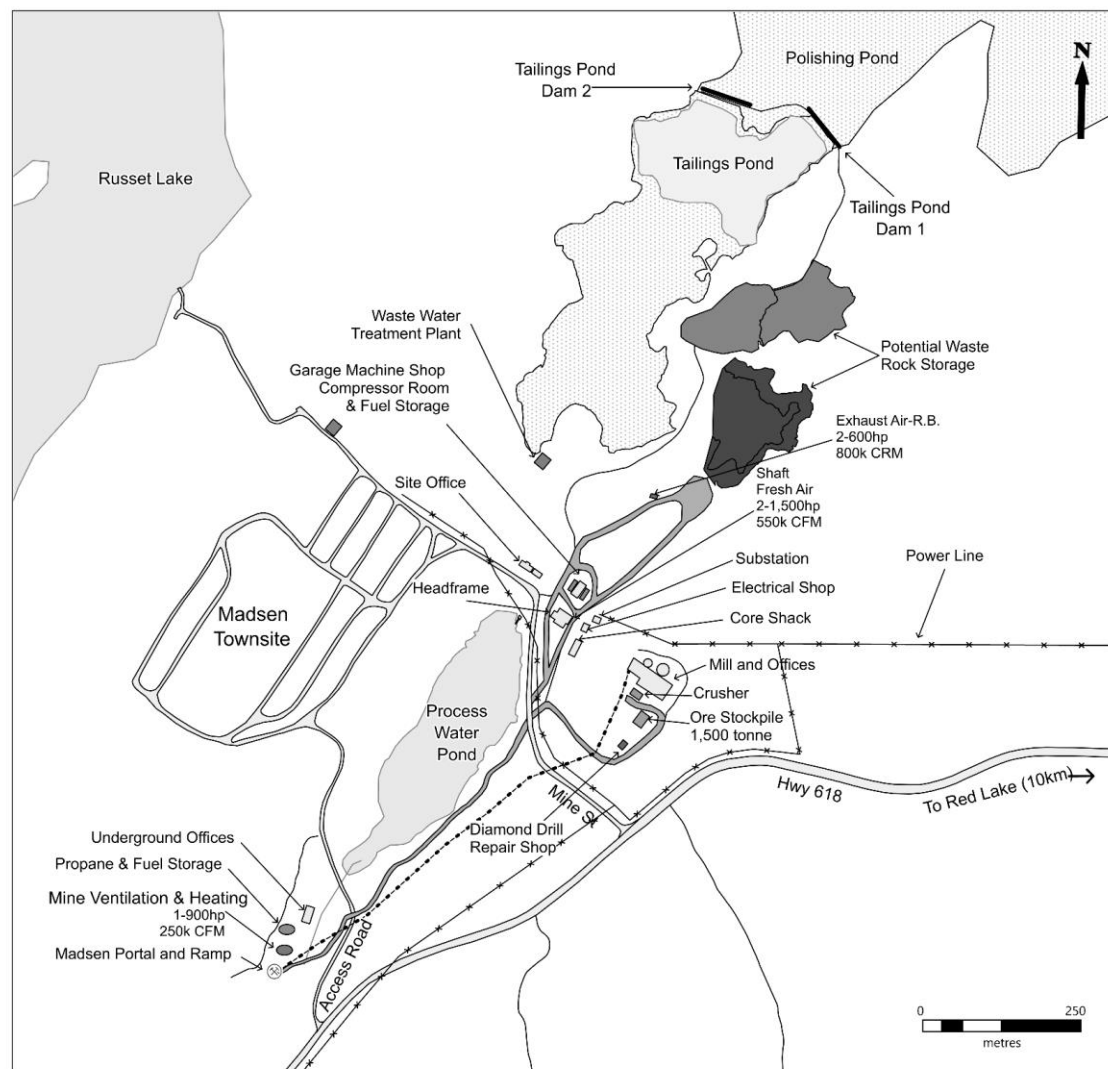 Polishing Pond
N
Tailings Pond
Dam 2
Tailings Pond
Russet Lake
Tailings Pond
Dam 1
Waste Water
Treatment Plant
Potential Waste
Rock Storage
Garage Machine Shop
Compressor Room
& Fuel Storage
Exhaust Air-R.B.
2-600hp
800k CRM
Shaft
Fresh Air
2-1,500hp
550k CFM
Site Office
Substation
Power Line
Headframe
Electrical Shop
Madsen
Townsite
Core Shack
Mill and Offices
Crusher
Process
Water
Pond
Ore Stockpile
1,500 tonne
Hwy 618
To Red Lake (10km)
Mine St
Diamond Drill
Repair Shop
Underground Offices
Propane & Fuel Storage
Mine Ventilation & Heating
1-900hp
250k CFM
Madsen Portal and Ramp
Access Road
0 250
metres